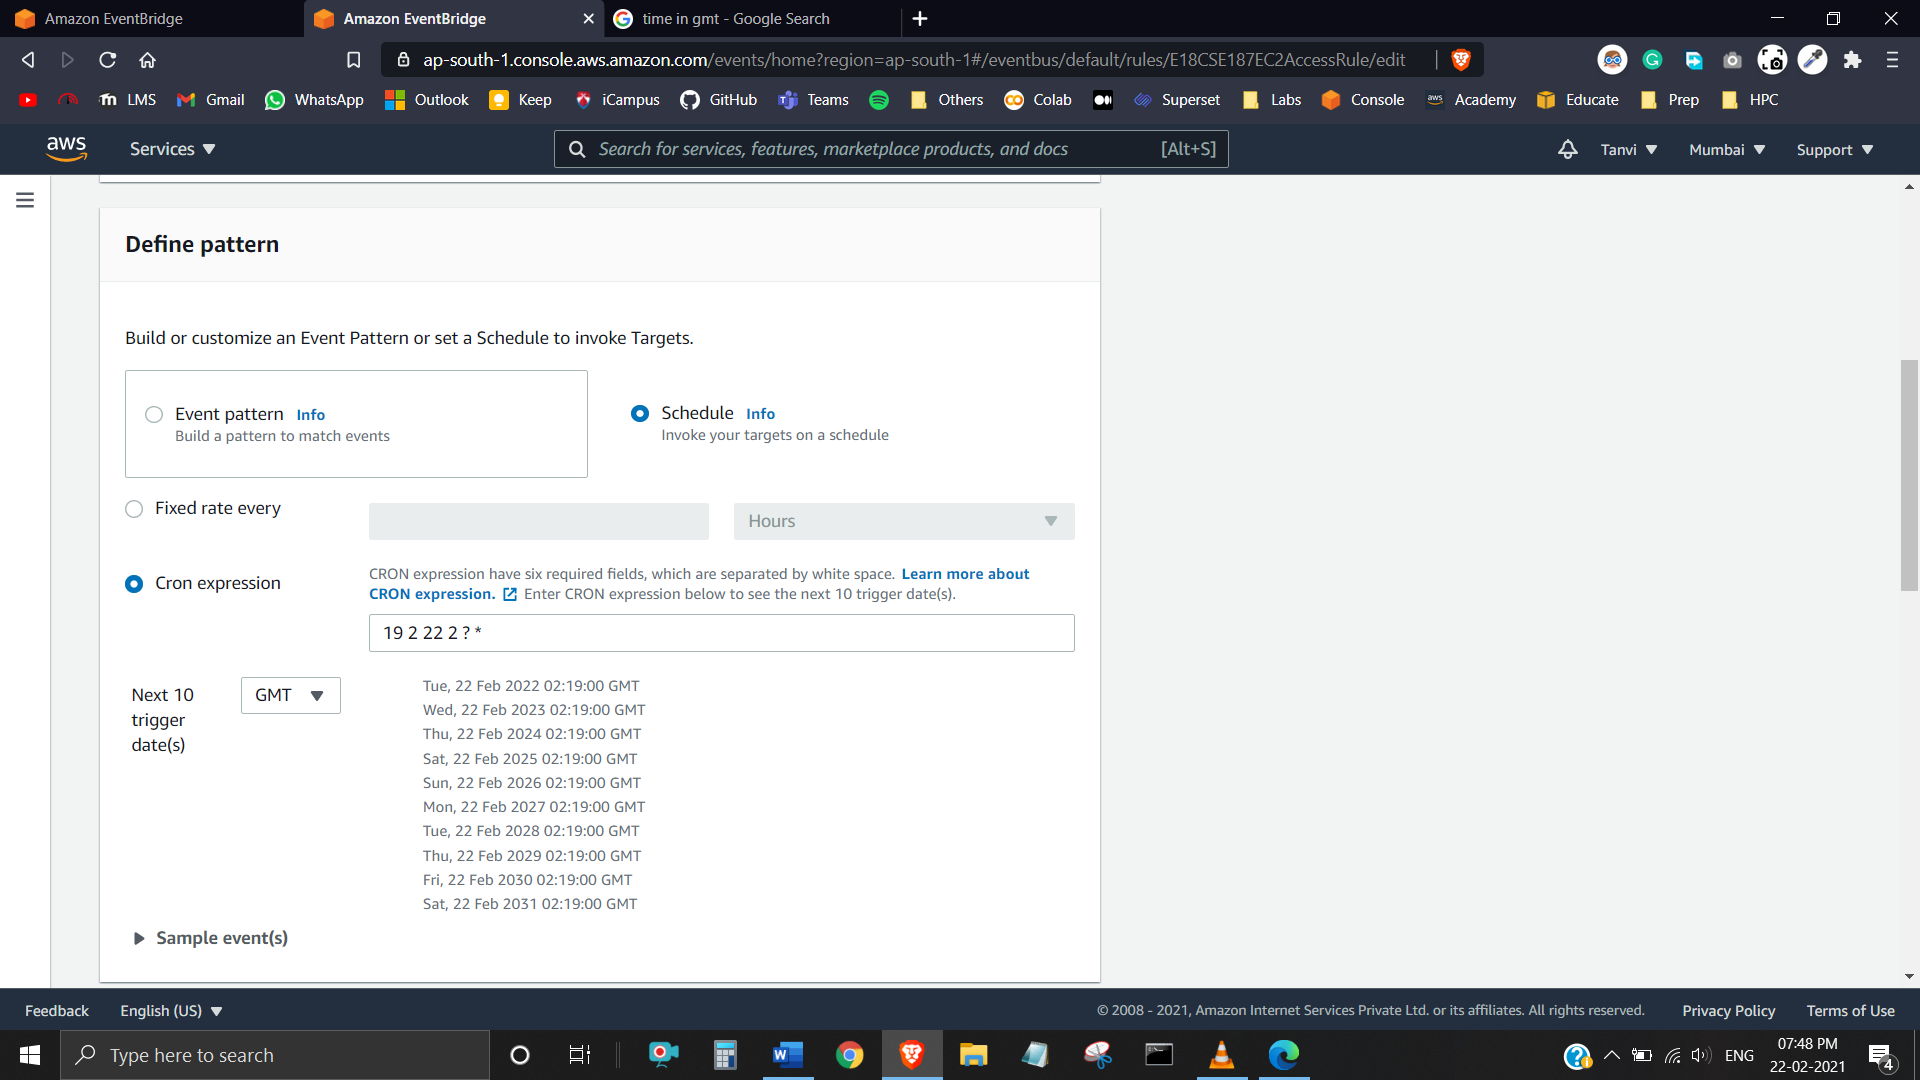 Amazon EventBridge
Amazon EventBridge
time in gmt - Google Search
ap-south-1.console.aws.amazon.com/events/home?region=ap-south-1#/eventbus/default/rules/E18CSE187EC2AccessRule/edit
LMS
Gmail
WhatsApp
Outlook
Keep
iCampus
GitHub
Teams
Others
Colab
Superset
Labs
Console
aws
Academy
Educate
Prep
HPC
aws
Services
Search for services, features, marketplace products, and docs
[Alt+S]
Tanvi
Mumbai
Support
Define pattern
Build or customize an Event Pattern or set a Schedule to invoke Targets.
Event pattern Info
Build a pattern to match events
Schedule Info
Invoke your targets on a schedule
Fixed rate every
Hours
Cron expression
CRON expression have six required fields, which are separated by white space. Learn more about
CRON expression. Enter CRON expression below to see the next 10 trigger date(s).
19 2 22 2 ? *
Next 10
trigger
date(s)
GMT
Tue, 22 Feb 2022 02:19:00 GMT
Wed, 22 Feb 2023 02:19:00 GMT
Thu, 22 Feb 2024 02:19:00 GMT
Sat, 22 Feb 2025 02:19:00 GMT
Sun, 22 Feb 2026 02:19:00 GMT
Mon, 22 Feb 2027 02:19:00 GMT
Tue, 22 Feb 2028 02:19:00 GMT
Thu, 22 Feb 2029 02:19:00 GMT
Fri, 22 Feb 2030 02:19:00 GMT
Sat, 22 Feb 2031 02:19:00 GMT
Sample event(s)
Feedback
English (US)
© 2008 - 2021, Amazon Internet Services Private Ltd. or its affiliates. All rights reserved.
Privacy Policy
Terms of Use
Type here to search
ENG
07:48 PM
22-02-2021
4